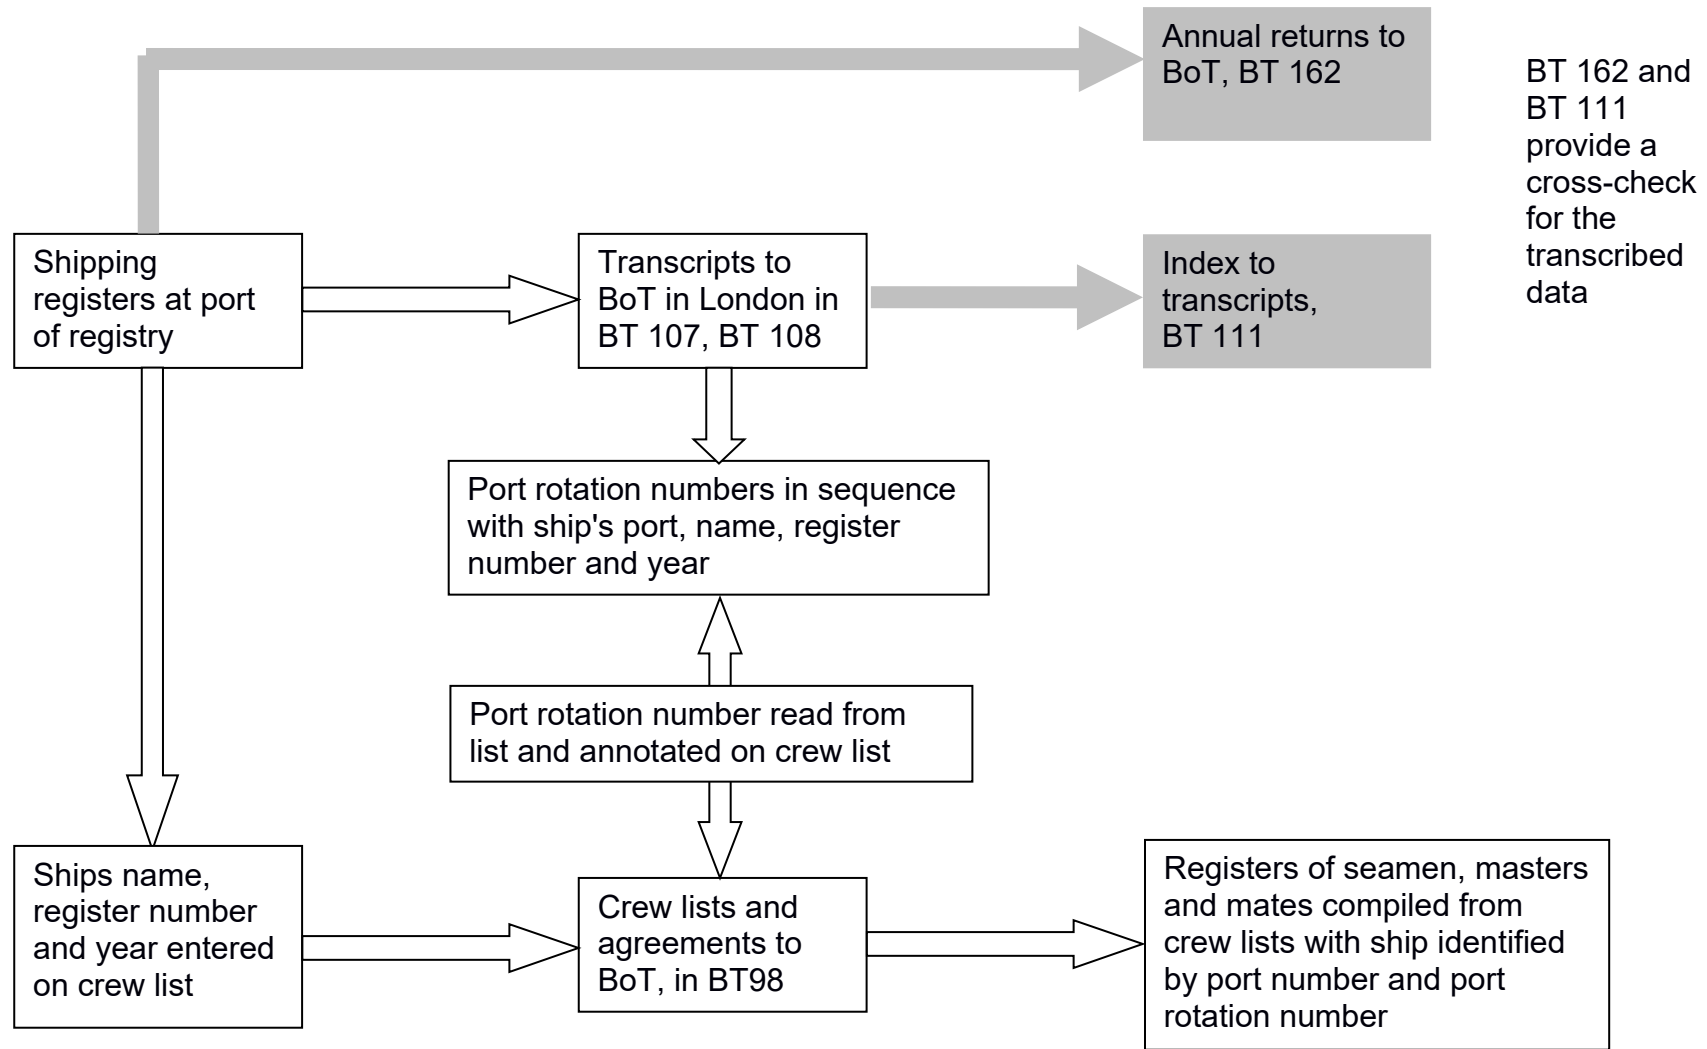 Annual returns to
BoT, BT 162
BT 162 and
BT 111
provide a
cross-check
for the
transcribed
data
Shipping
registers at port
of registry
Transcripts to
BoT in London in
BT 107, BT 108
Index to
transcripts,
BT 111
Port rotation numbers in sequence
with ship's port, name, register
number and year
Port rotation number read from
list and annotated on crew list
Ships name,
register number
and year entered
on crew list
Crew lists and
agreements to
BoT, in BT98
Registers of seamen, masters
and mates compiled from
crew lists with ship identified
by port number and port
rotation number